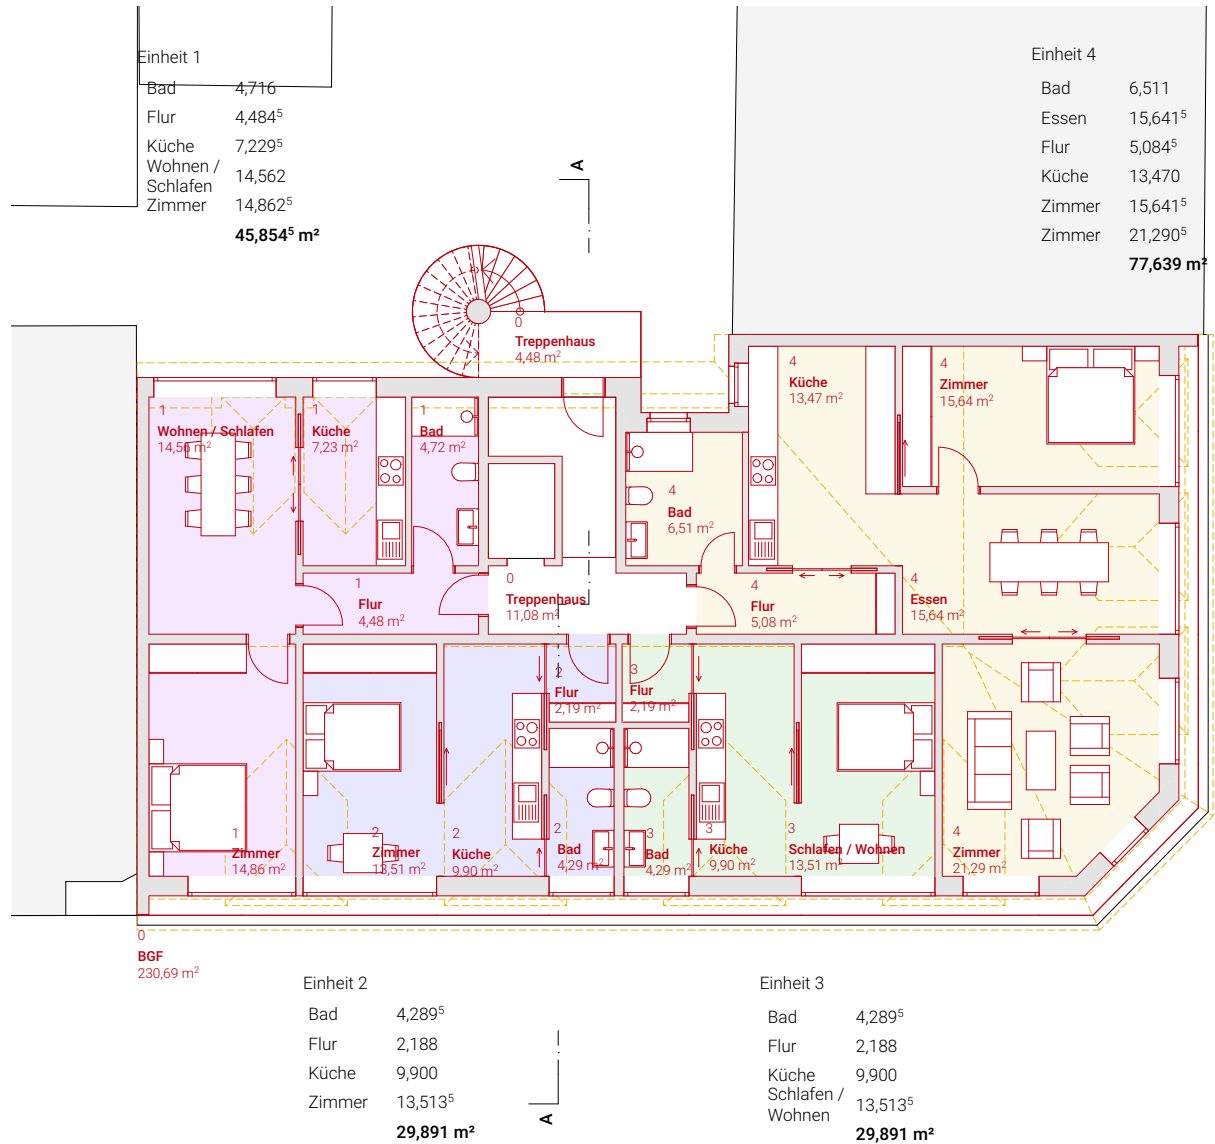 Einheit 1
Bad 4,716
Flur 4,484⁵
Küche 7,229⁵
Wohnen /
Schlafen 14,562
Zimmer 14,862⁵
45,854⁵ m²
Einheit 4
Bad 6,511
Essen 15,641⁵
Flur 5,084⁵
Küche 13,470
Zimmer 15,641⁵
Zimmer 21,290⁵
77,639 m²
A
0
Treppenhaus
4,48 m²
1
Wohnen / Schlafen
14,56 m²
1
Küche
7,23 m²
1
Bad
4,72 m²
4
Küche
13,47 m²
4
Zimmer
15,64 m²
4
Bad
6,51 m²
1
Flur
4,48 m²
0
Treppenhaus
11,08 m²
4
Flur
5,08 m²
4
Essen
15,64 m²
2
Flur
2,19 m²
3
Flur
2,19 m²
1
Zimmer
14,86 m²
2
Zimmer
13,51 m²
2
Küche
9,90 m²
2
Bad
4,29 m²
3
Bad
4,29 m²
3
Küche
9,90 m²
3
Schlafen / Wohnen
13,51 m²
4
Zimmer
21,29 m²
0
BGF
230,69 m²
Einheit 2
Bad 4,289⁵
Flur 2,188
Küche 9,900
Zimmer 13,513⁵
29,891 m²
A
Einheit 3
Bad 4,289⁵
Flur 2,188
Küche 9,900
Schlafen /
Wohnen 13,513⁵
29,891 m²